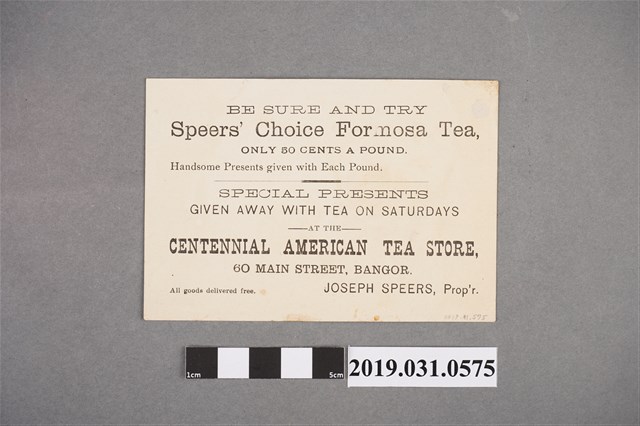 BE SURE AND TRY
Speers' Choice Formosa Tea,
ONLY 50 CENTS A POUND.
Handsome Presents given with Each Pound.
SPECIAL PRESENTS
GIVEN AWAY WITH TEA ON SATURDAYS
AT THE
CENTENNIAL AMERICAN TEA STORE,
60 MAIN STREET, BANGOR.
All goods delivered free.
JOSEPH SPEERS, Prop'r.
1cm
5cm
2019.031.0575